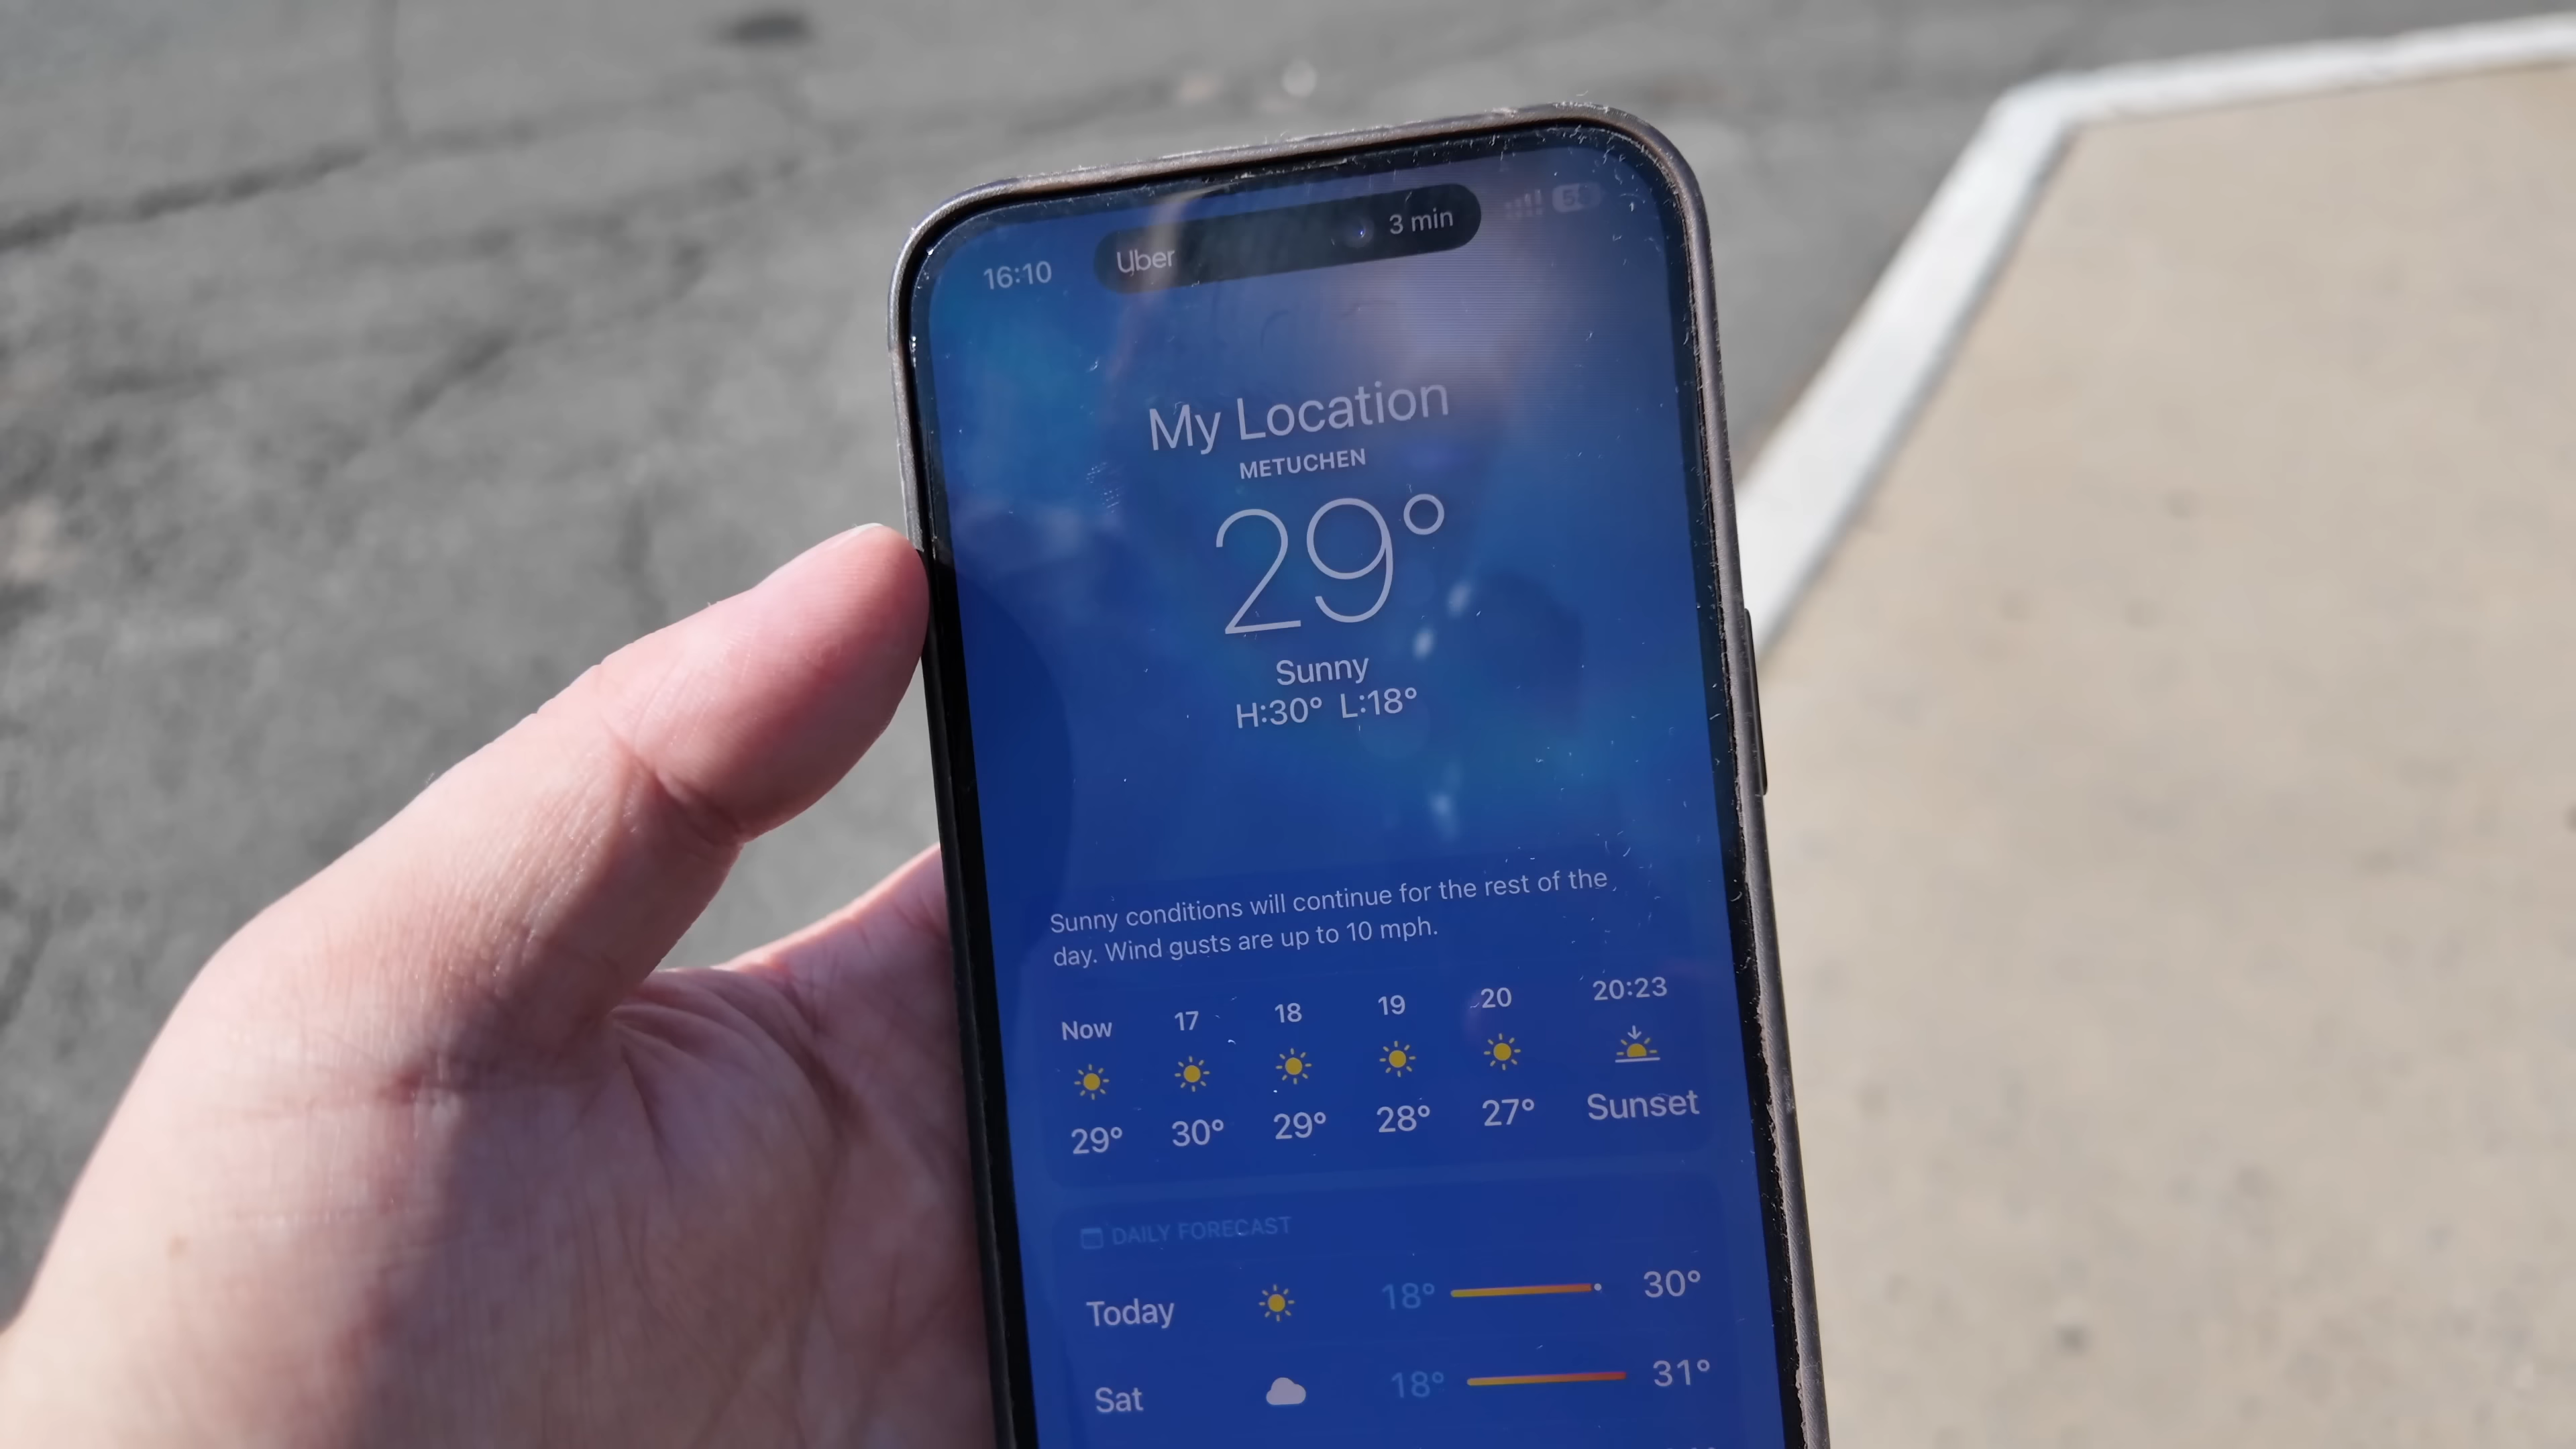 16:10
Uber
3 min
My Location
METUCHEN
29°
Sunny
H:30° L:18°
Sunny conditions will continue for the rest of the
day. Wind gusts are up to 10 mph.
Now 17 18 19 20 20:23
29° 30° 29° 28° 27° Sunset
DAILY FORECAST
Today 18° 30°
Sat 18° 31°